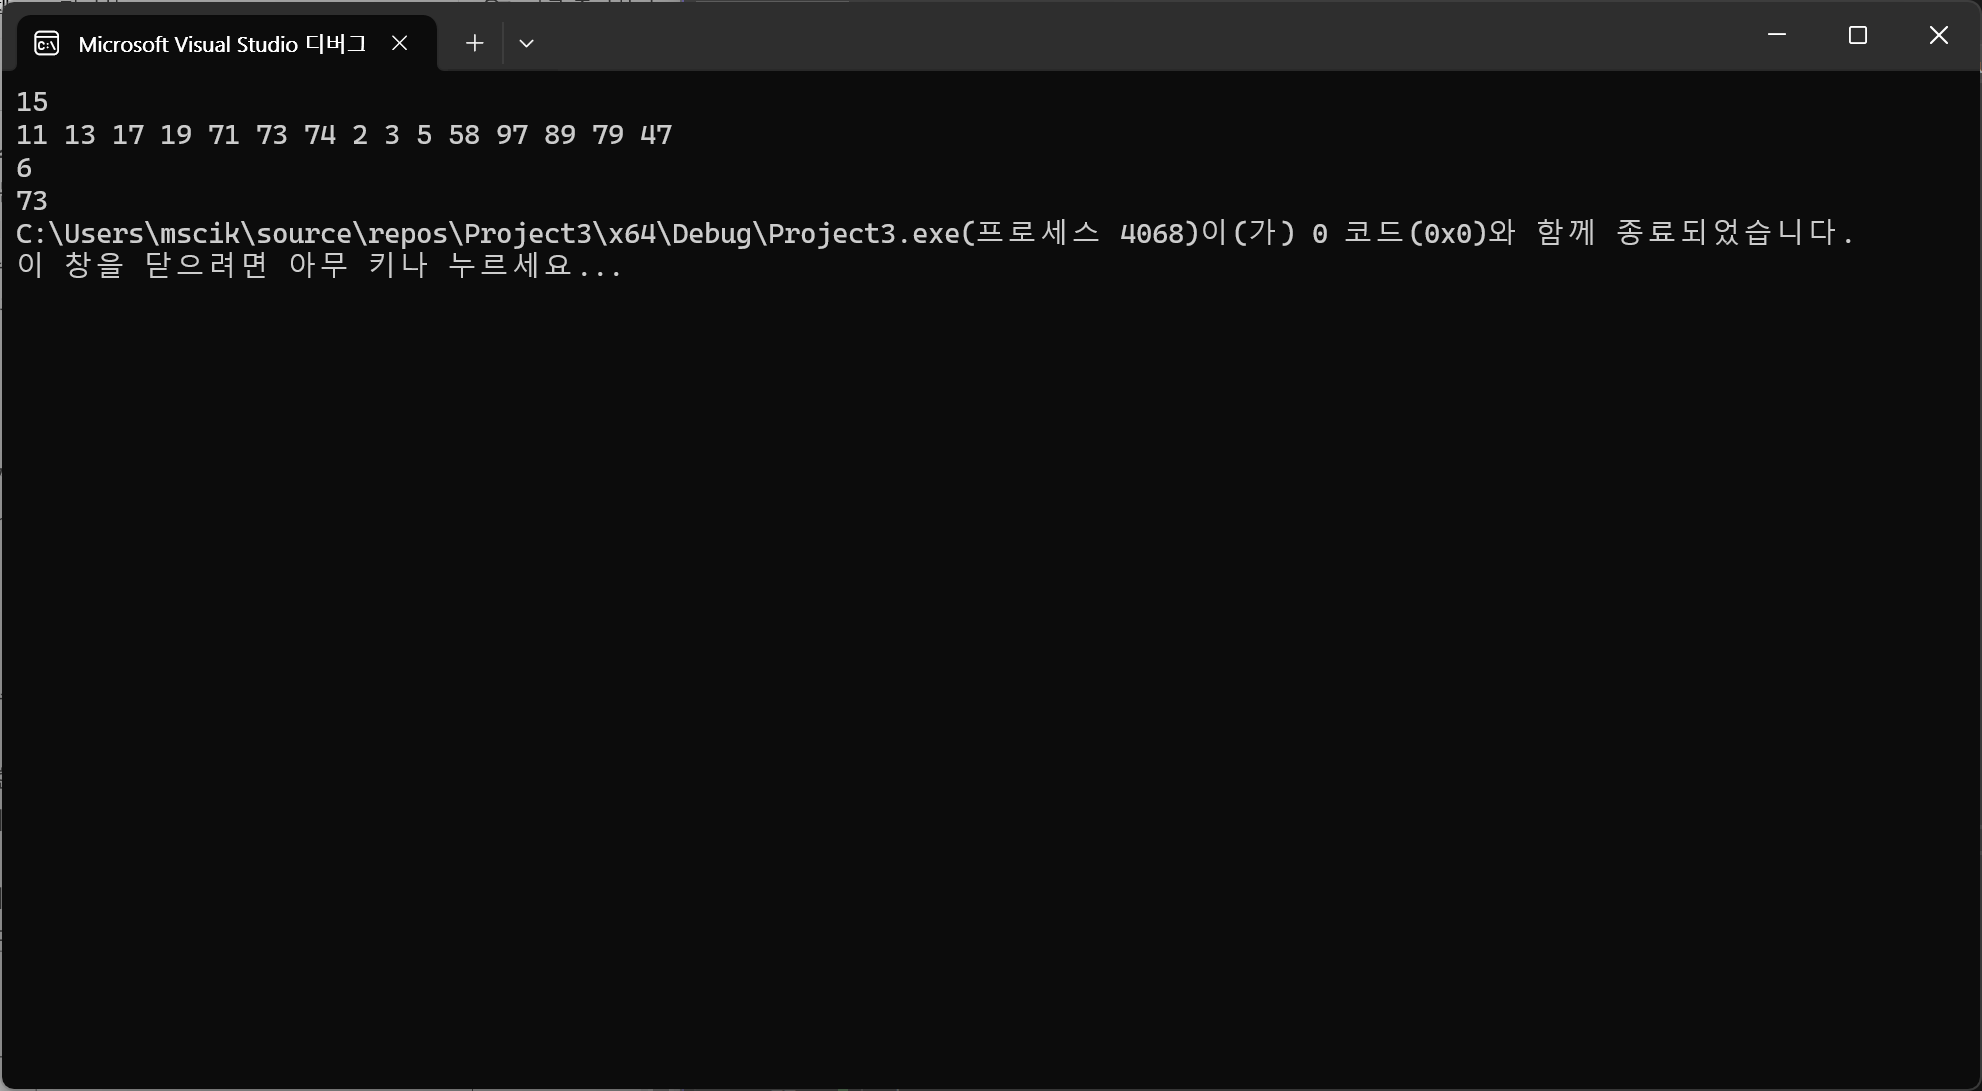 Microsoft Visual Studio 디버그
15
11 13 17 19 71 73 74 2 3 5 58 97 89 79 47
6
73
C:\Users\mscik\source\repos\Project3\x64\Debug\Project3.exe(프로세스 4068)이(가) 0 코드(0x0)와 함께 종료되었습니다.
이 창을 닫으려면 아무 키나 누르세요...